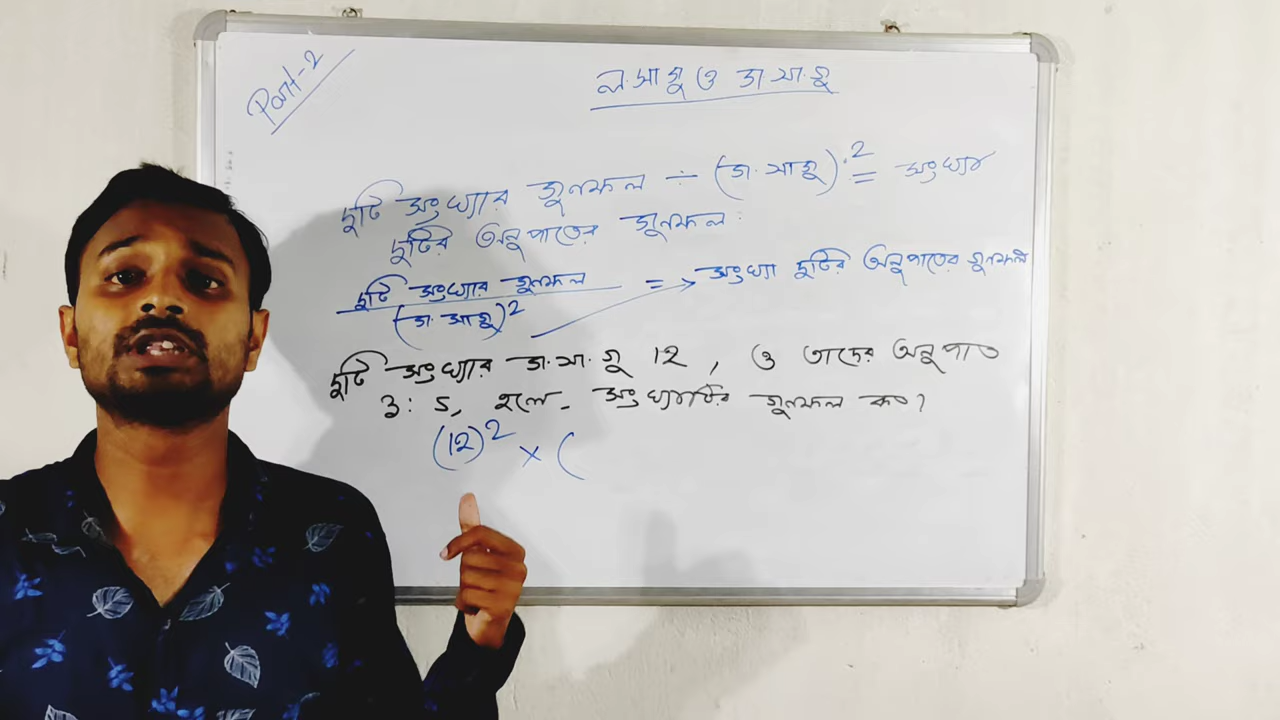 Part-2
ল.সা.গু ও গ.সা.গু
দুটি সংখ্যার গুনফল ÷ (গ.সা.গু)² = সংখ্যার
দুটির অনুপাতের গুনফল.
দুটি সংখ্যার গুনফল = সংখ্যা দুটির অনুপাতের গুনফল
(গ.সা.গু)²
দুটি সংখ্যার গ.সা.গু 12, ও তাদের অনুপাত
3:5, হলে- সংখ্যাদুটির গুনফল কত?
(12)² × (